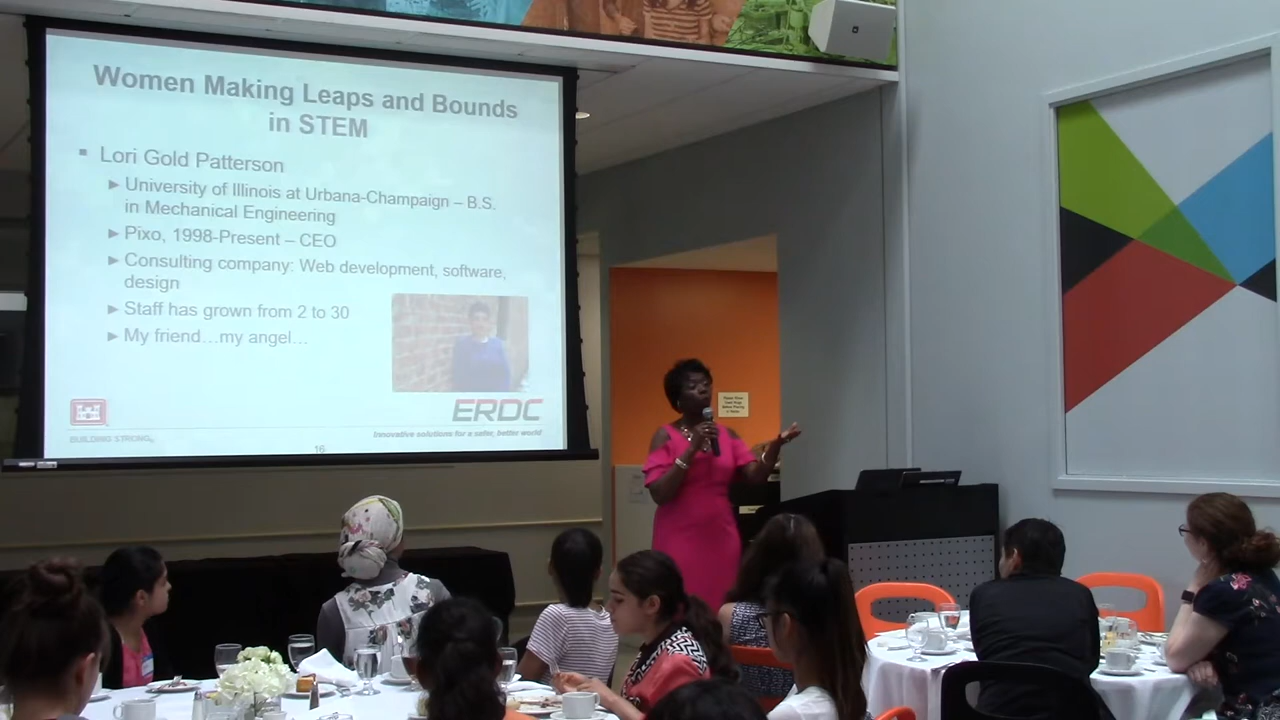 Women Making Leaps and Bounds
in STEM
Lori Gold Patterson
University of Illinois at Urbana-Champaign – B.S.
in Mechanical Engineering
Pixo, 1998-Present – CEO
Consulting company: Web development, software,
design
Staff has grown from 2 to 30
My friend…my angel…
BUILDING STRONG®
ERDC
Innovative solutions for a safer, better world
16